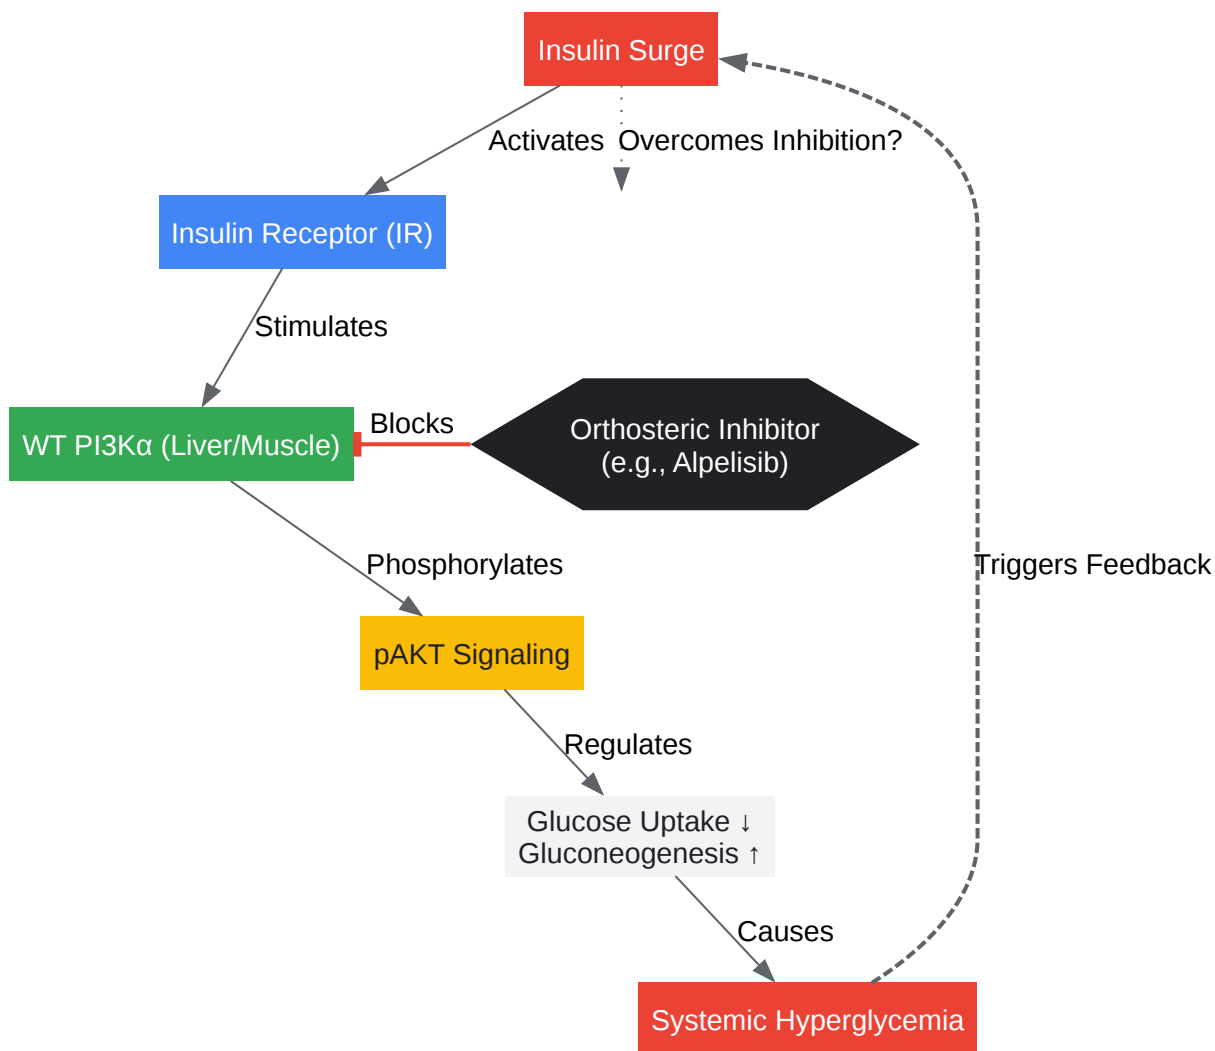 Insulin Surge
Activates
Overcomes Inhibition?
Insulin Receptor (IR)
Stimulates
WT PI3Kα (Liver/Muscle)
Blocks
Orthosteric Inhibitor
(e.g., Alpelisib)
Phosphorylates
Triggers Feedback
pAKT Signaling
Regulates
Glucose Uptake ↓
Gluconeogenesis ↑
Causes
Systemic Hyperglycemia